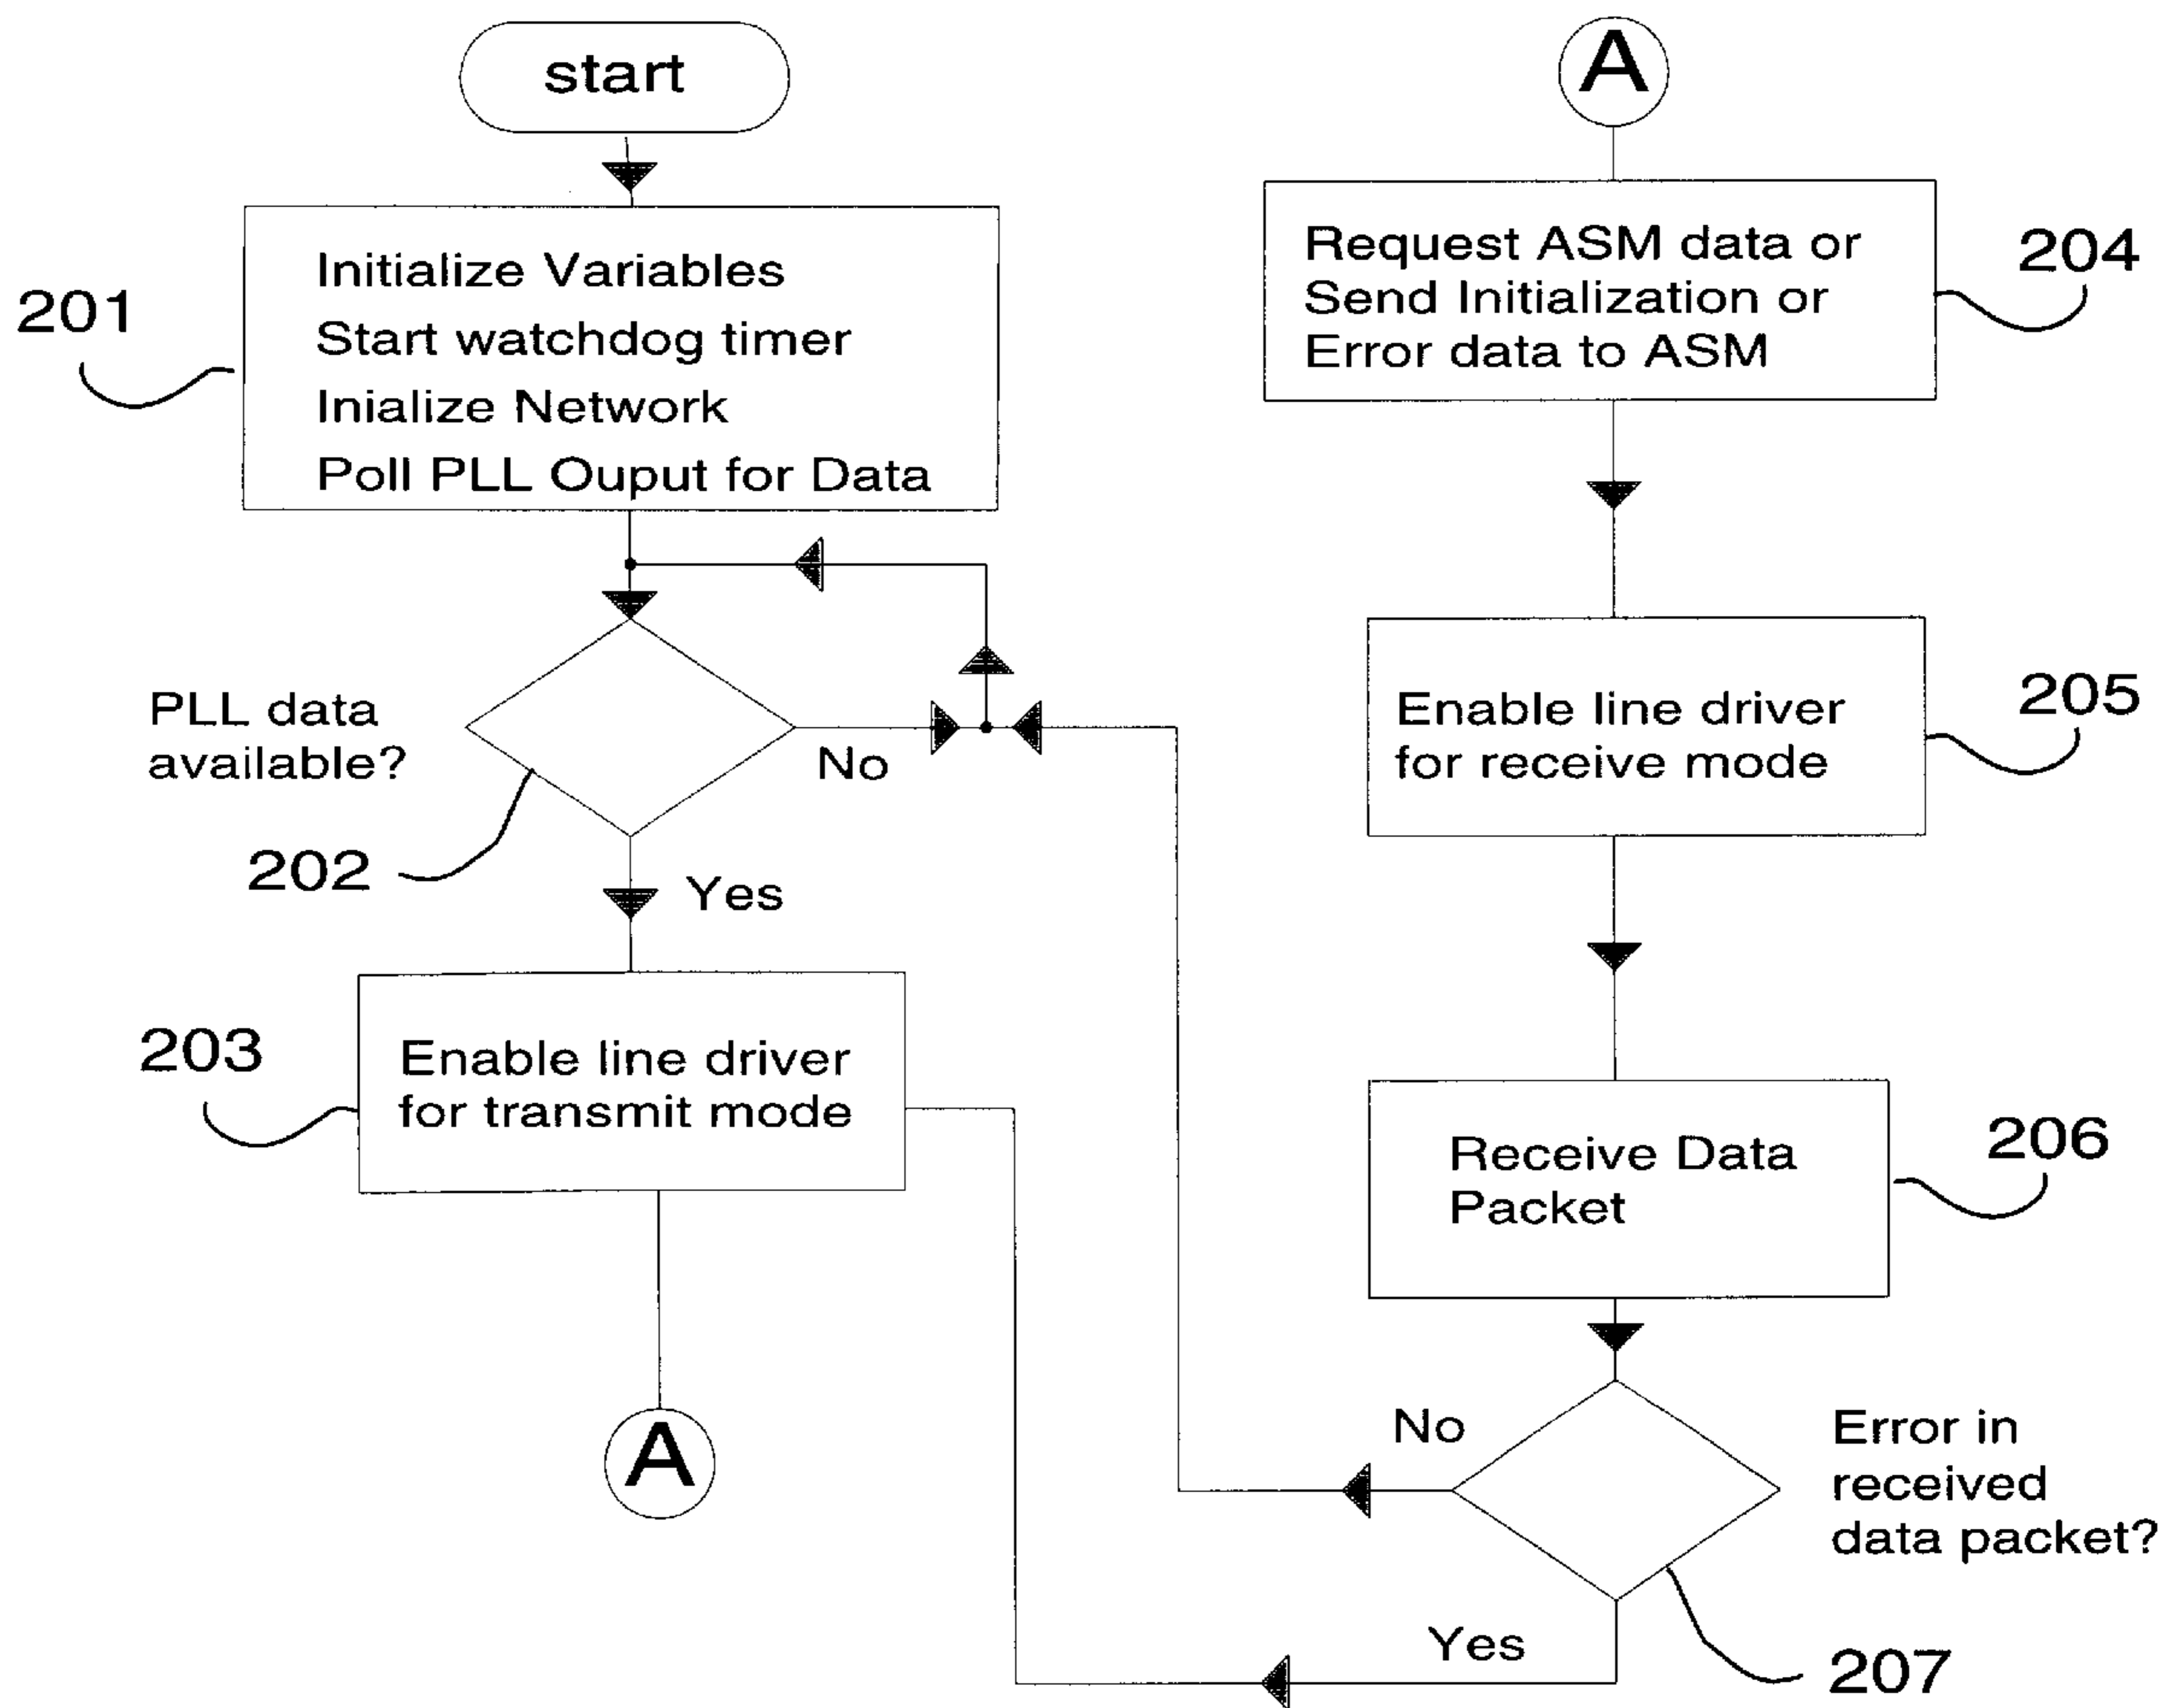 start
201
Initialize Variables
Start watchdog timer
Inialize Network
Poll PLL Ouput for Data
PLL data
available?
No
202
Yes
203
Enable line driver
for transmit mode
A
A
Request ASM data or
Send Initialization or
Error data to ASM
204
Enable line driver
for receive mode
205
Receive Data
Packet
206
No
Error in
received
data packet?
Yes
207